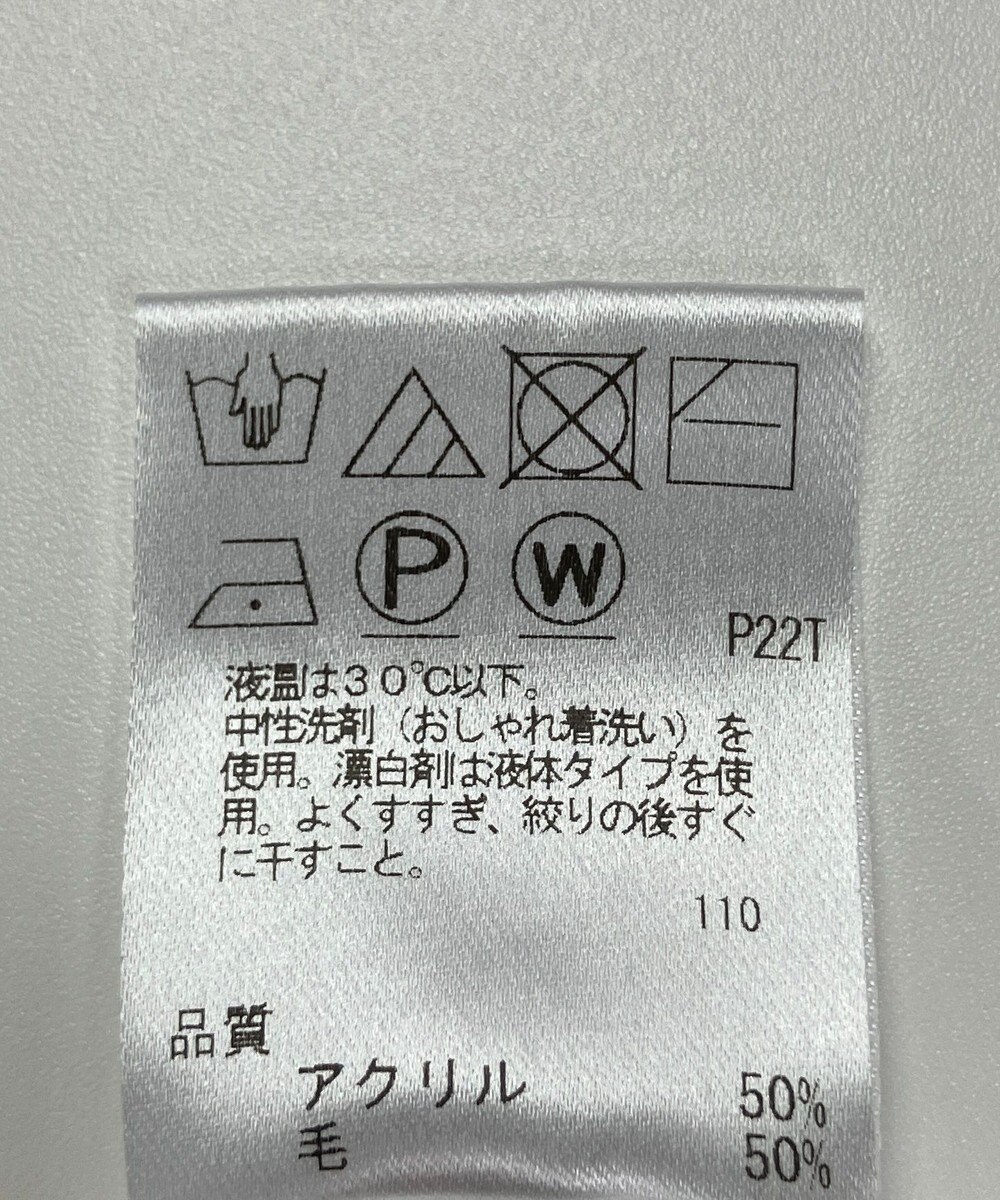 P W
P22T
液温は30℃以下。
中性洗剤（おしゃれ着洗い）を
使用。漂白剤は液体タイプを使
用。よくすすぎ、絞りの後すぐ
に干すこと。
110
品質
アクリル 50%
毛 50%